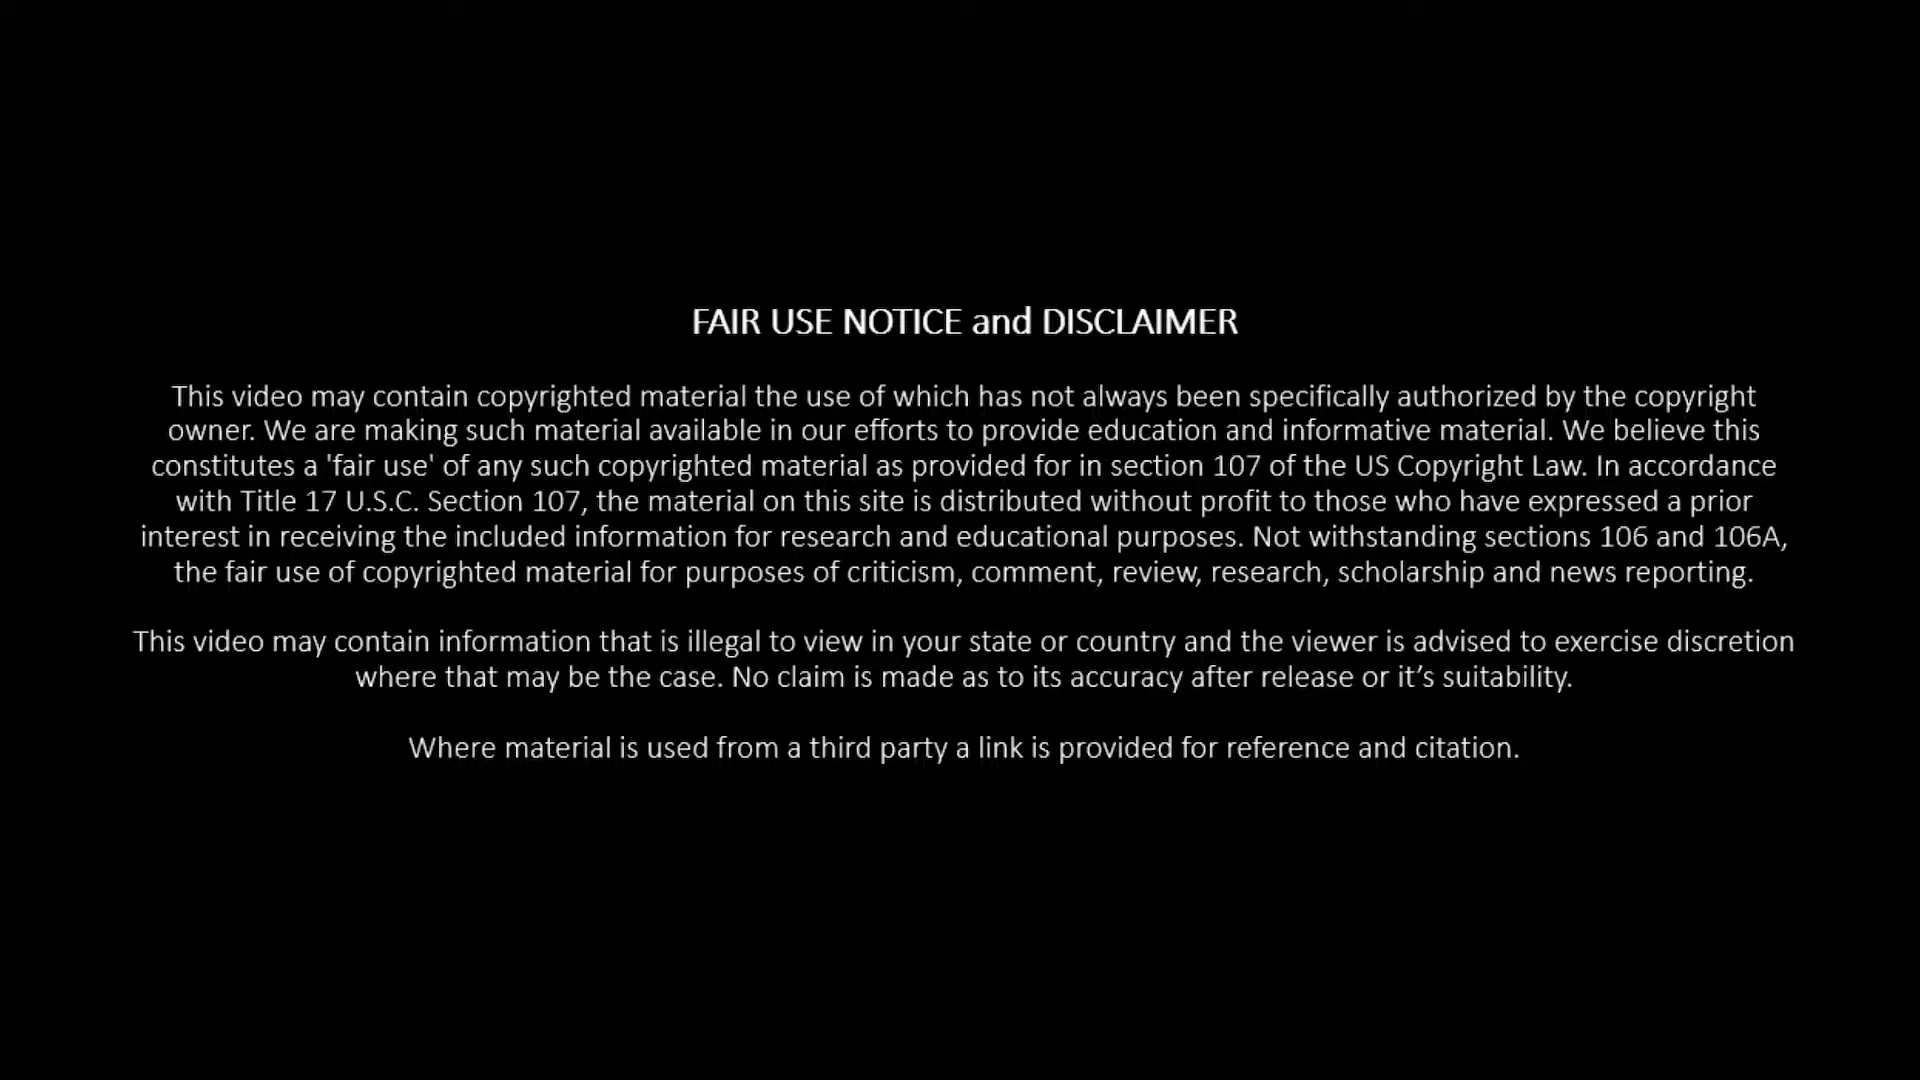 FAIR USE NOTICE and DISCLAIMER
This video may contain copyrighted material the use of which has not always been specifically authorized by the copyright
owner. We are making such material available in our efforts to provide education and informative material. We believe this
constitutes a 'fair use' of any such copyrighted material as provided for in section 107 of the US Copyright Law. In accordance
with Title 17 U.S.C. Section 107, the material on this site is distributed without profit to those who have expressed a prior
interest in receiving the included information for research and educational purposes. Not withstanding sections 106 and 106A,
the fair use of copyrighted material for purposes of criticism, comment, review, research, scholarship and news reporting.
This video may contain information that is illegal to view in your state or country and the viewer is advised to exercise discretion
where that may be the case. No claim is made as to its accuracy after release or it’s suitability.
Where material is used from a third party a link is provided for reference and citation.